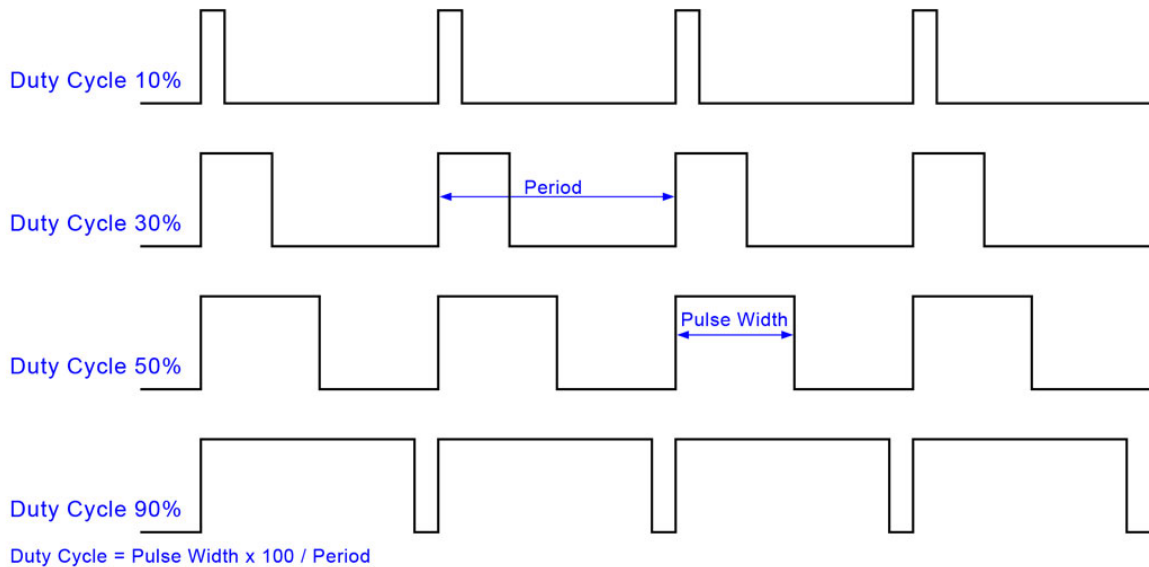 Duty Cycle 10%
Duty Cycle 30%
Period
Duty Cycle 50%
Pulse Width
Duty Cycle 90%
Duty Cycle = Pulse Width x 100 / Period